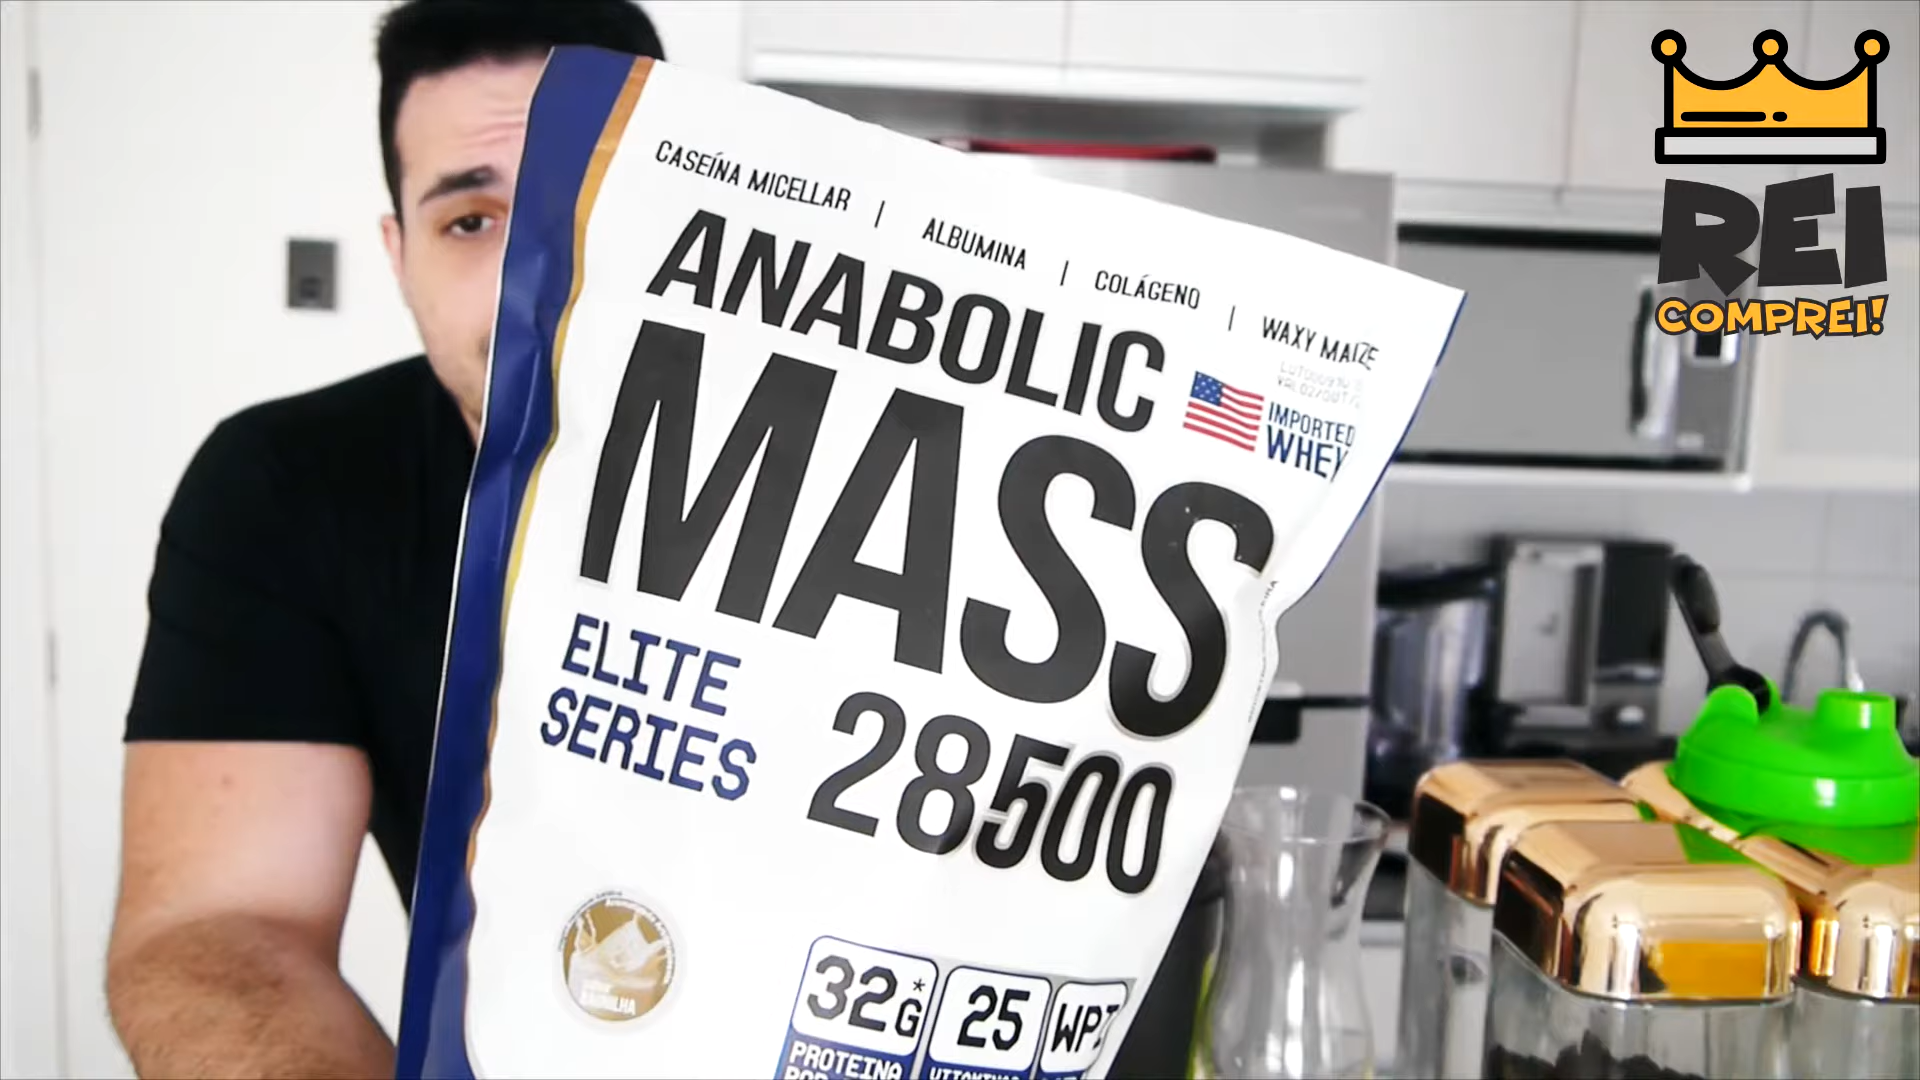 CASEÍNA MICELLAR | ALBUMINA | COLÁGENO | WAXY MAIZE
ANABOLIC
IMPORTED
WHEY
MASS
ELITE
SERIES
28500
BAUNILHA
32G*
PROTEINA
25
WPI
REI
COMPREI!